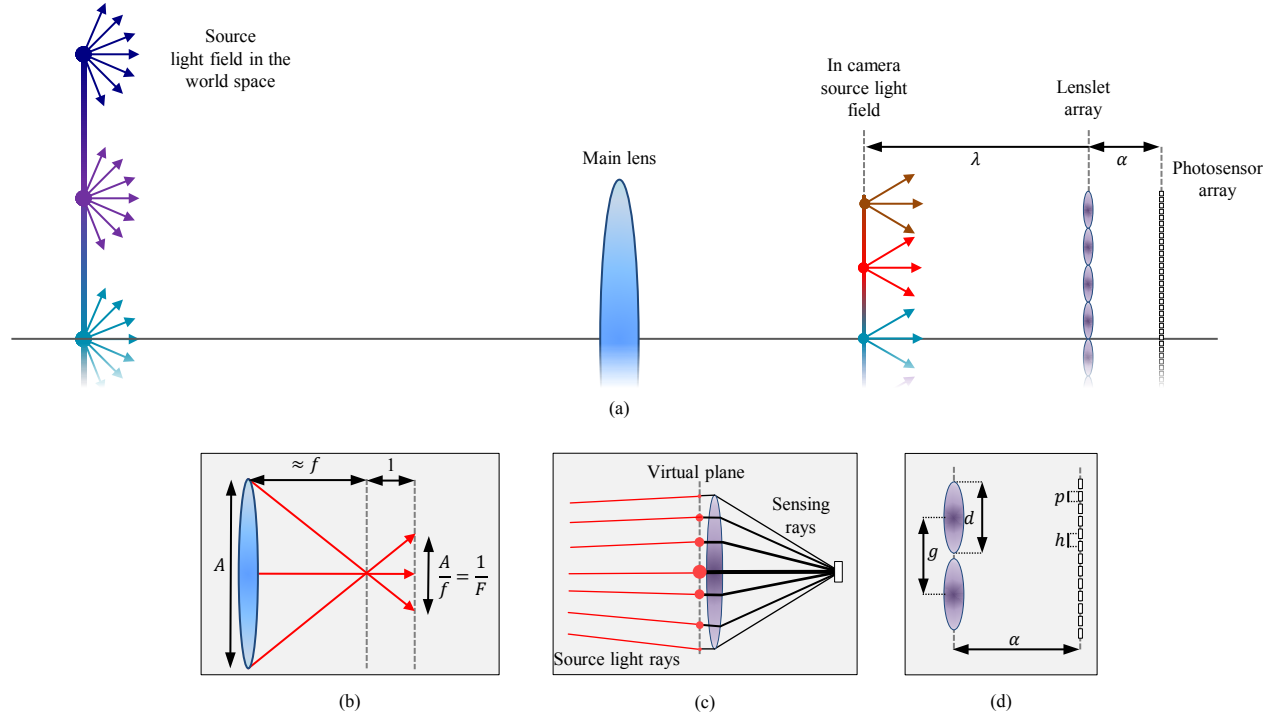 Source
light field in the
world space
In camera
source light
field
Lenslet
array
Main lens
λ
α
Photosensor
array
(a)
≈ f
1
A
A/f = 1/F
(b)
Virtual plane
Sensing
rays
Source light rays
(c)
p
d
h
g
α
(d)